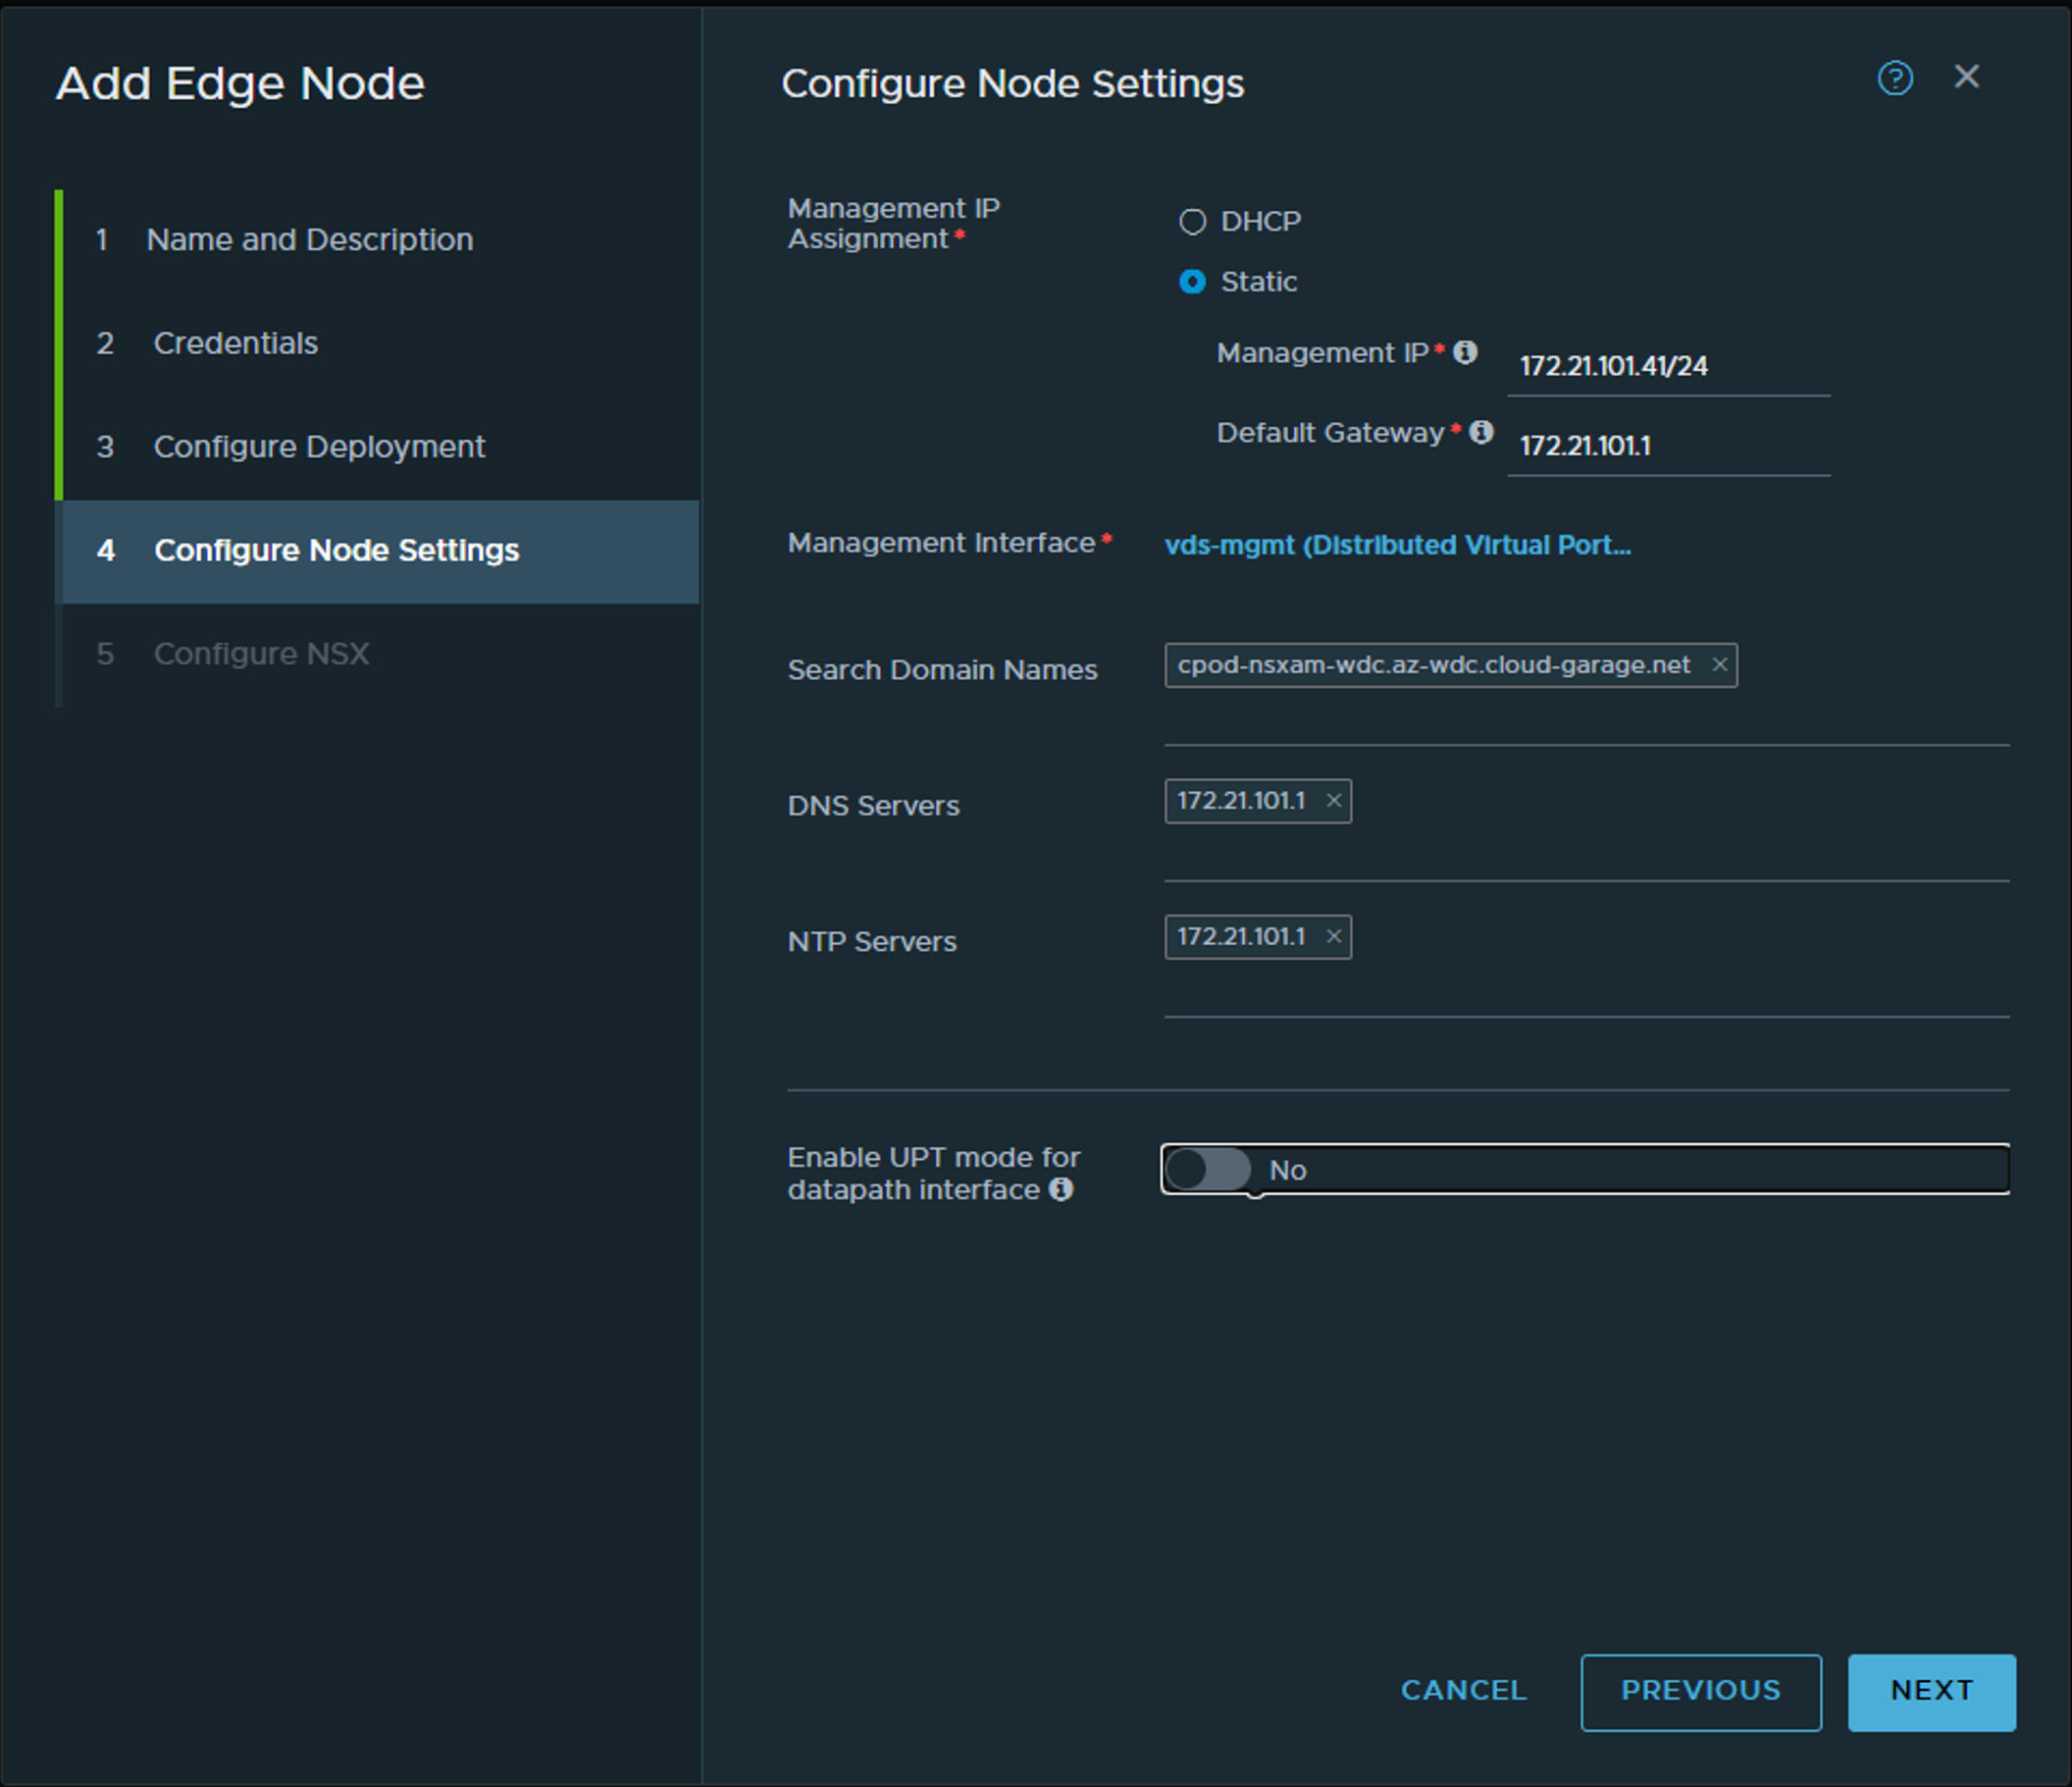 Add Edge Node
1 Name and Description
2 Credentials
3 Configure Deployment
4 Configure Node Settings
5 Configure NSX
Configure Node Settings
Management IP
Assignment *
DHCP
Static
Management IP * 172.21.101.41/24
Default Gateway * 172.21.101.1
Management Interface * vds-mgmt (Distributed Virtual Port...
Search Domain Names cpod-nsxam-wdc.az-wdc.cloud-garage.net ×
DNS Servers 172.21.101.1 ×
NTP Servers 172.21.101.1 ×
Enable UPT mode for
datapath interface
No
CANCEL PREVIOUS NEXT